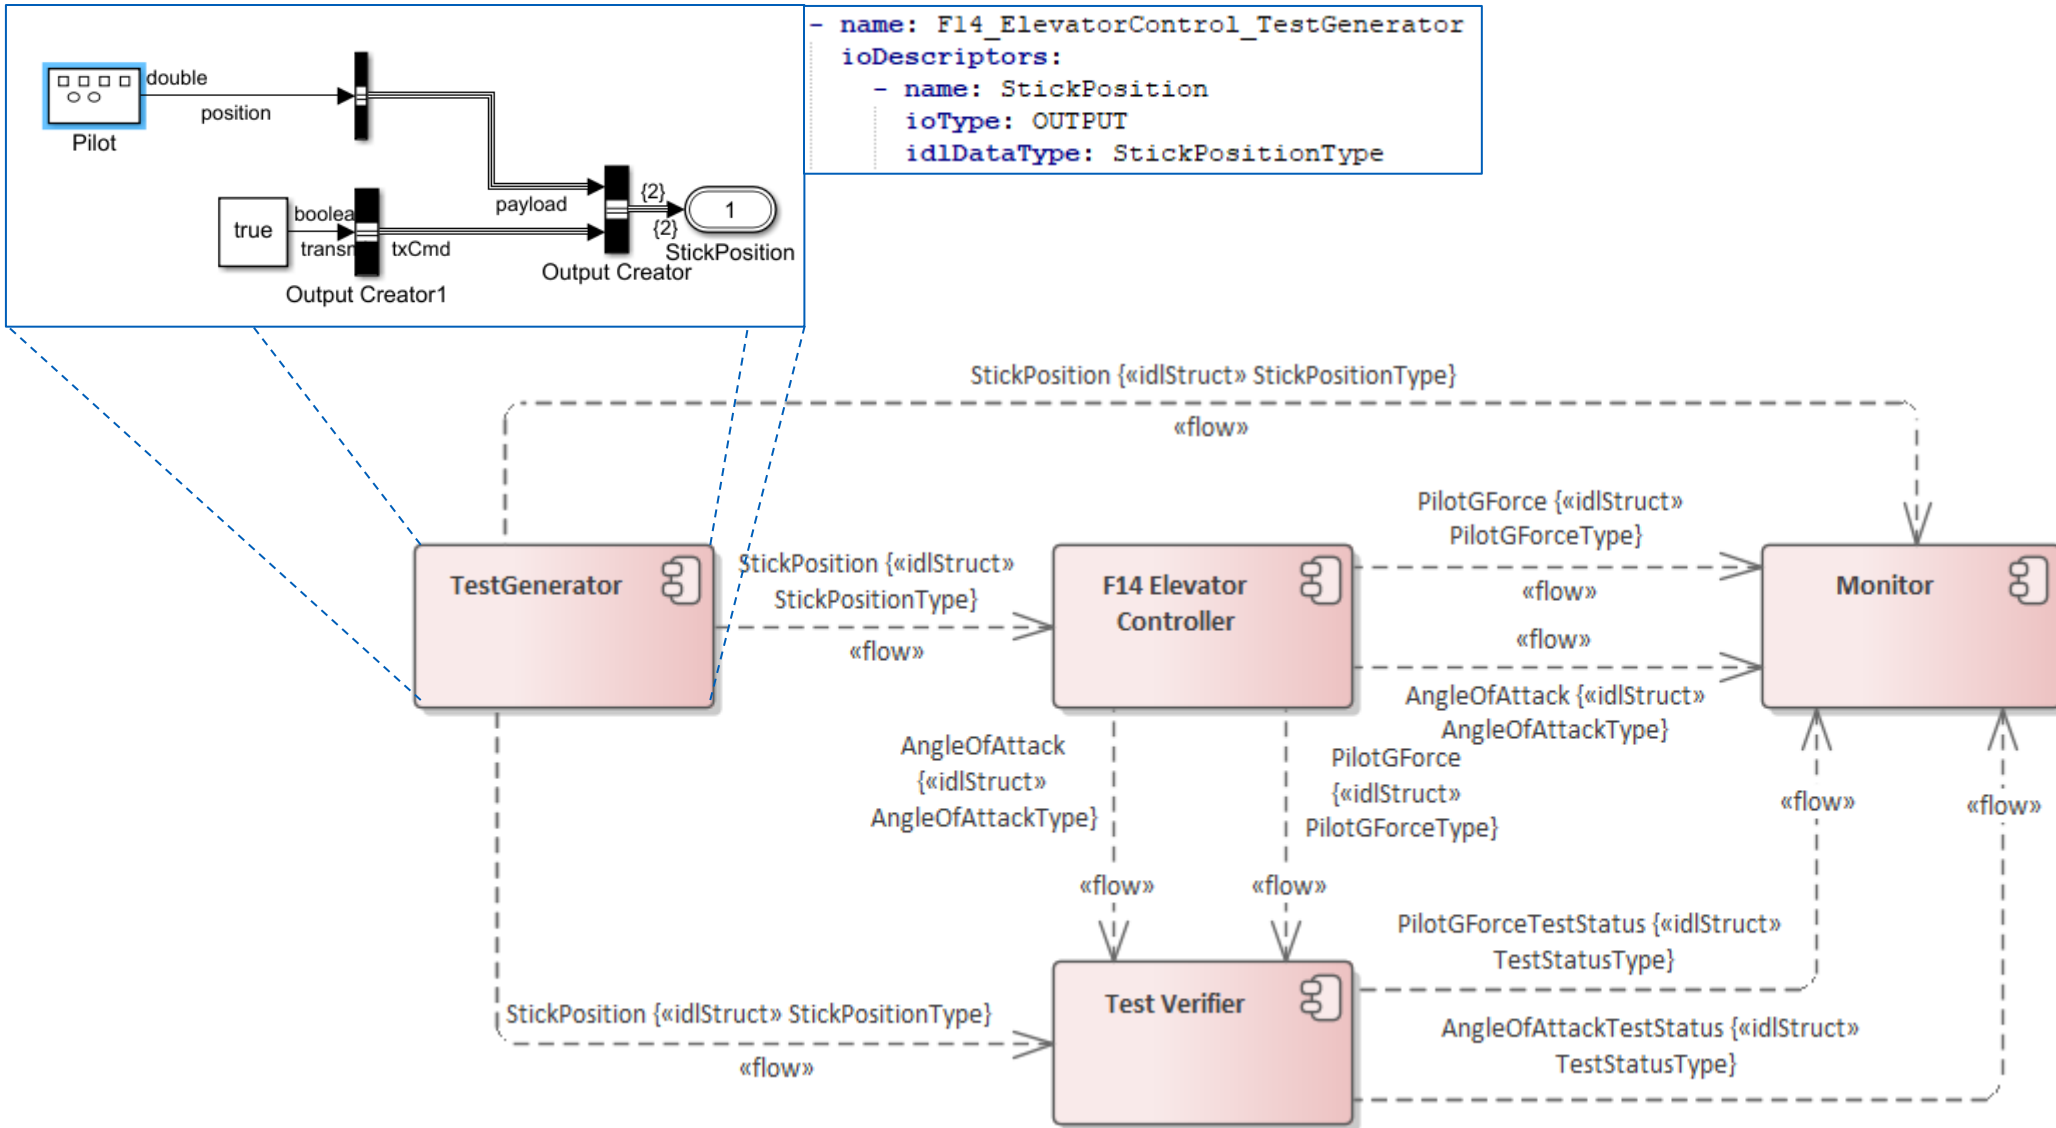 double
position
Pilot
true
boolea
transm
txCmd
Output Creator1
payload
{2}
{2}
1
StickPosition
Output Creator
- name: F14_ElevatorControl_TestGenerator
ioDescriptors:
- name: StickPosition
ioType: OUTPUT
idlDataType: StickPositionType
StickPosition {«idlStruct» StickPositionType}
«flow»
TestGenerator
StickPosition {«idlStruct»
StickPositionType}
«flow»
F14 Elevator
Controller
PilotGForce {«idlStruct»
PilotGForceType}
«flow»
«flow»
AngleOfAttack {«idlStruct»
AngleOfAttackType}
Monitor
AngleOfAttack
{«idlStruct»
AngleOfAttackType}
«flow»
PilotGForce
{«idlStruct»
PilotGForceType}
«flow»
«flow»
«flow»
StickPosition {«idlStruct» StickPositionType}
«flow»
Test Verifier
PilotGForceTestStatus {«idlStruct»
TestStatusType}
AngleOfAttackTestStatus {«idlStruct»
TestStatusType}